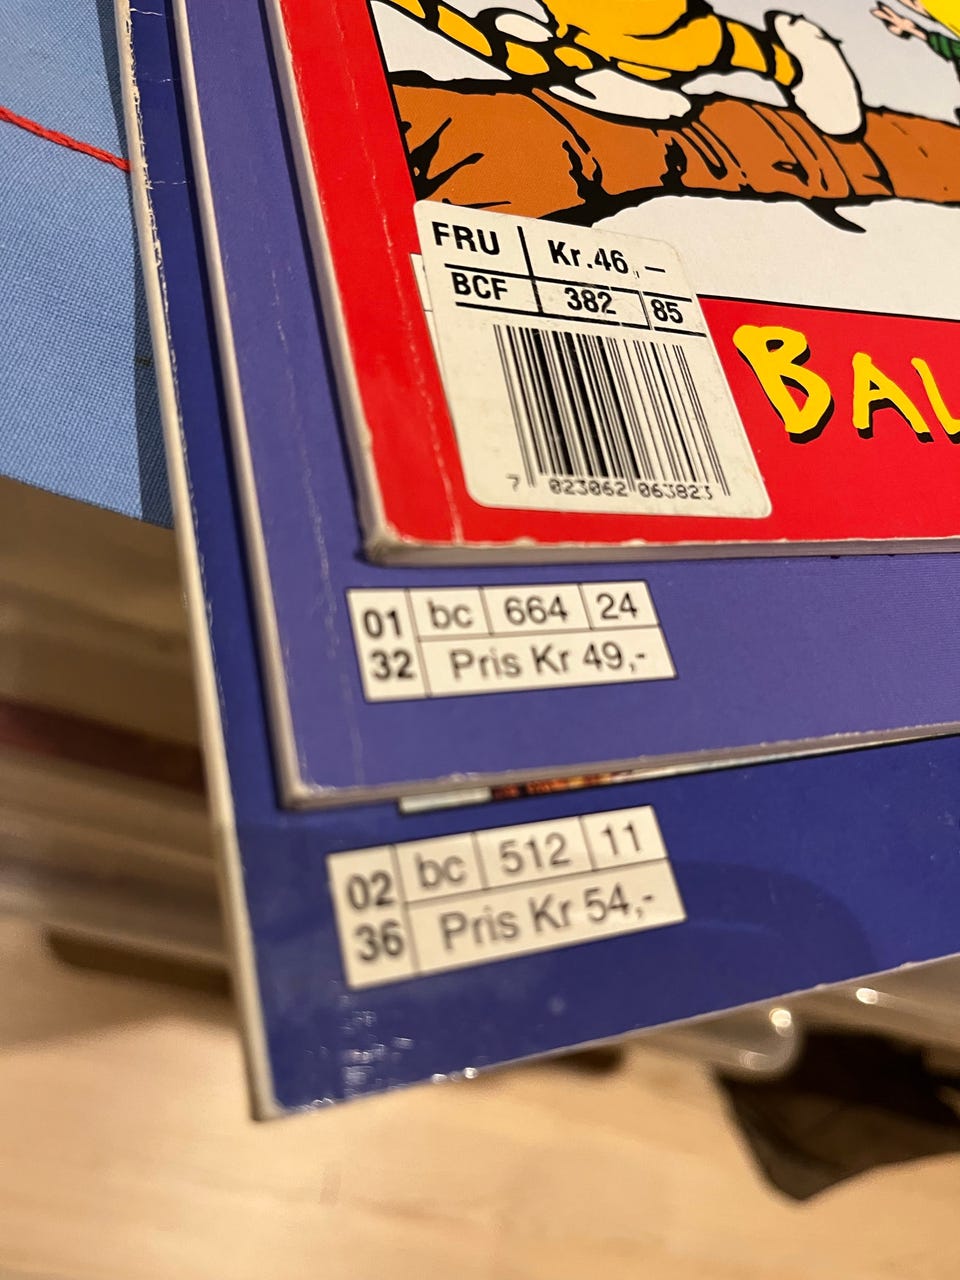 FRU Kr.46,–
BCF 382 85
7 023062 063823
BAL
01 bc 664 24
32 Pris Kr 49,-
02 bc 512 11
36 Pris Kr 54,-